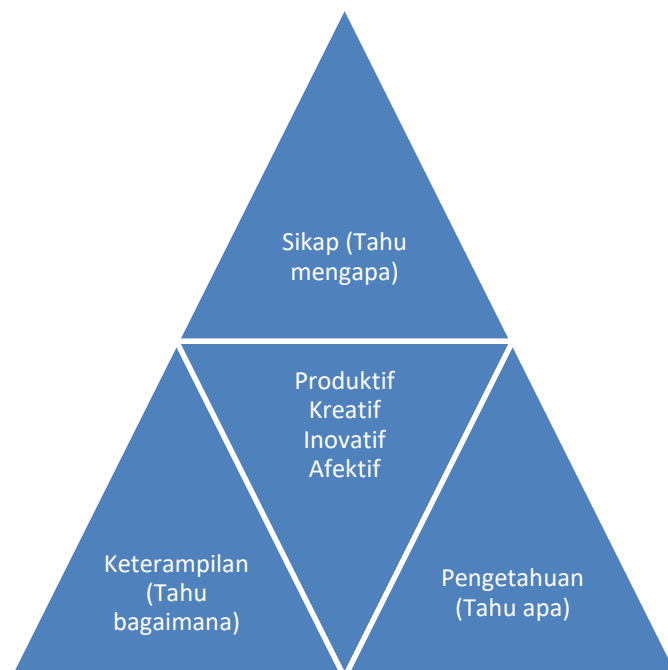 Sikap (Tahu
mengapa)
Produktif
Kreatif
Inovatif
Afektif
Keterampilan
(Tahu
bagaimana)
Pengetahuan
(Tahu apa)